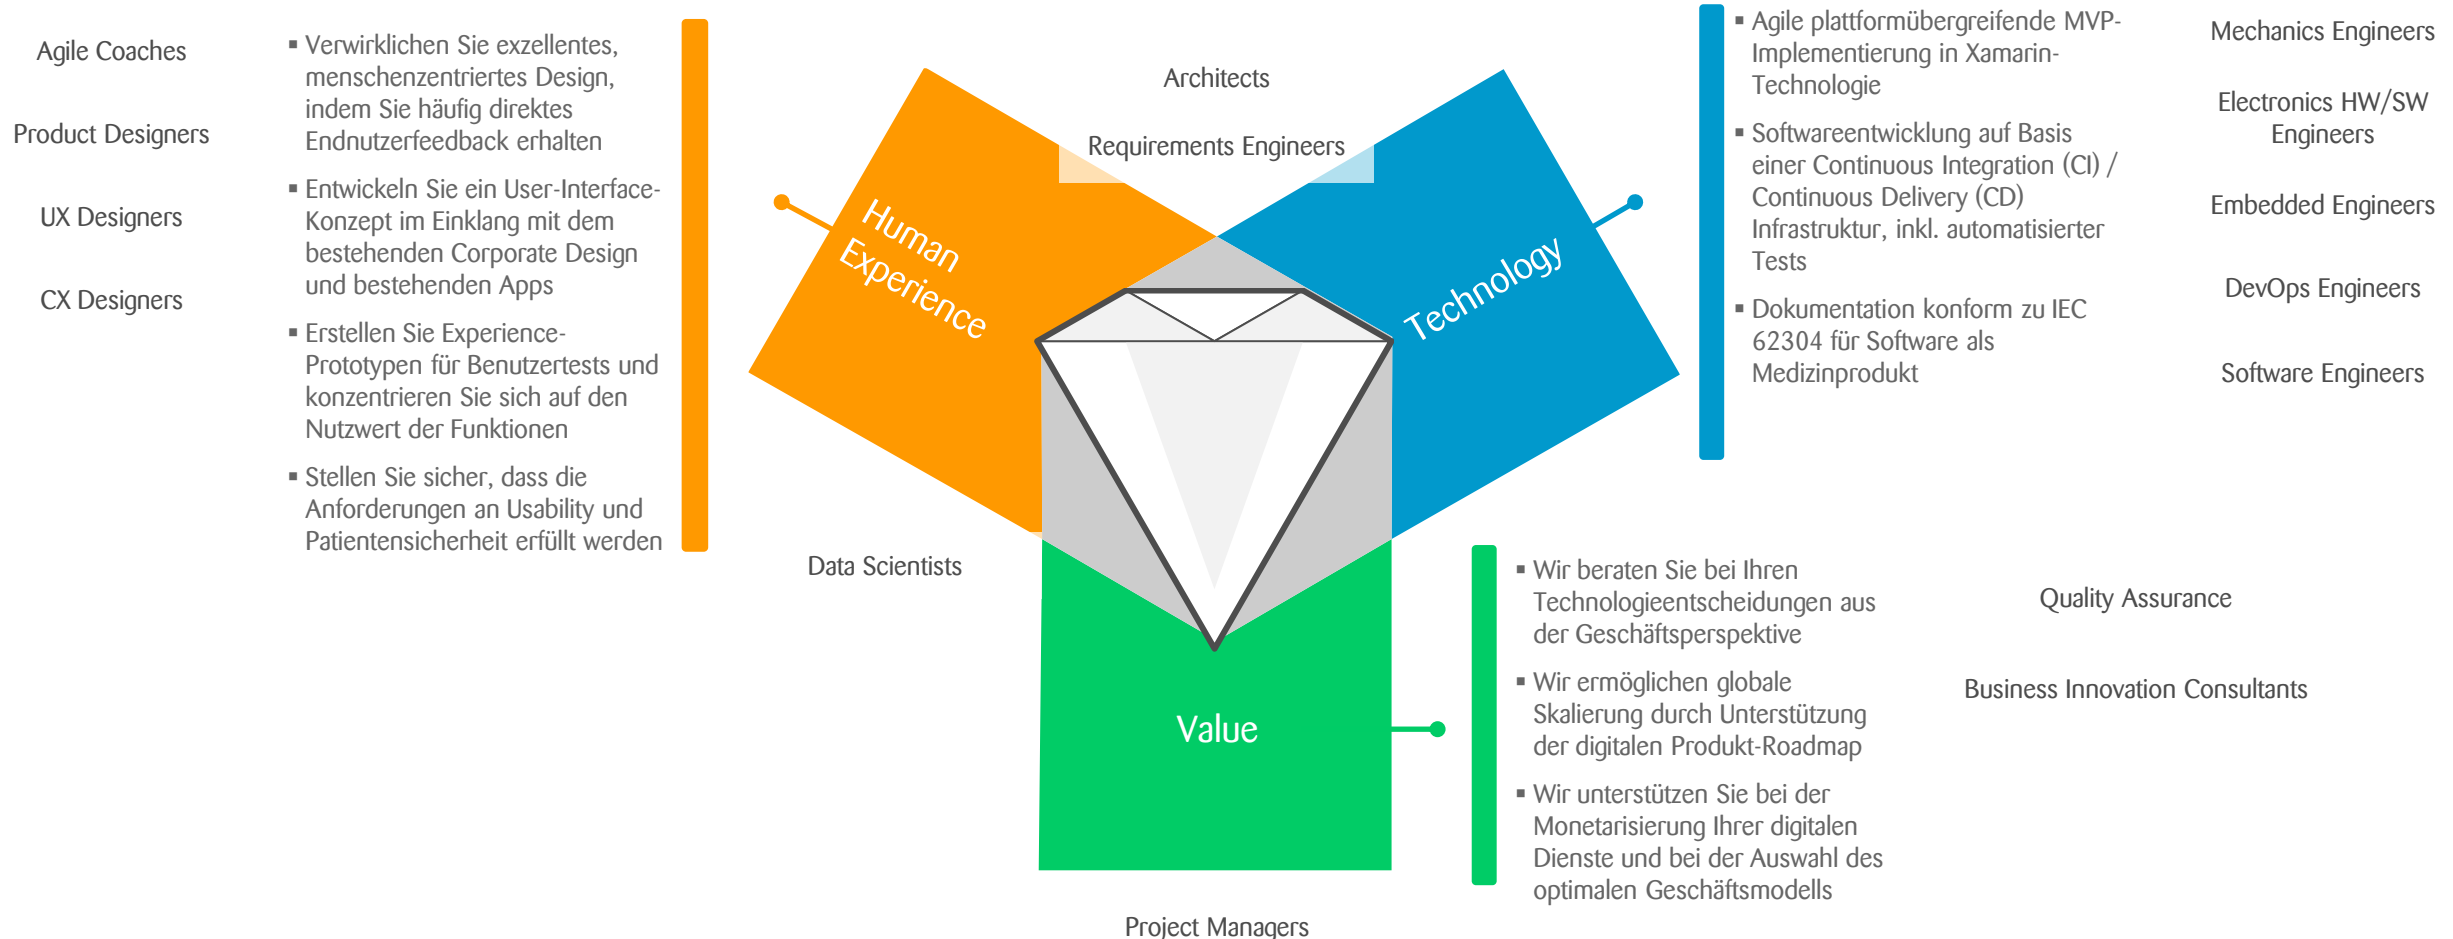 Agile Coaches
Product Designers
UX Designers
CX Designers
▪ Verwirklichen Sie exzellentes,
menschenzentriertes Design,
indem Sie häufig direktes
Endnutzerfeedback erhalten
▪ Entwickeln Sie ein User-Interface-
Konzept im Einklang mit dem
bestehenden Corporate Design
und bestehenden Apps
▪ Erstellen Sie Experience-
Prototypen für Benutzertests und
konzentrieren Sie sich auf den
Nutzwert der Funktionen
▪ Stellen Sie sicher, dass die
Anforderungen an Usability und
Patientensicherheit erfüllt werden
Human
Experience
Architects
Requirements Engineers
Technology
▪ Agile plattformübergreifende MVP-
Implementierung in Xamarin-
Technologie
▪ Softwareentwicklung auf Basis
einer Continuous Integration (CI) /
Continuous Delivery (CD)
Infrastruktur, inkl. automatisierter
Tests
▪ Dokumentation konform zu IEC
62304 für Software als
Medizinprodukt
Mechanics Engineers
Electronics HW/SW
Engineers
Embedded Engineers
DevOps Engineers
Software Engineers
Data Scientists
Value
▪ Wir beraten Sie bei Ihren
Technologieentscheidungen aus
der Geschäftsperspektive
▪ Wir ermöglichen globale
Skalierung durch Unterstützung
der digitalen Produkt-Roadmap
▪ Wir unterstützen Sie bei der
Monetarisierung Ihrer digitalen
Dienste und bei der Auswahl des
optimalen Geschäftsmodells
Quality Assurance
Business Innovation Consultants
Project Managers